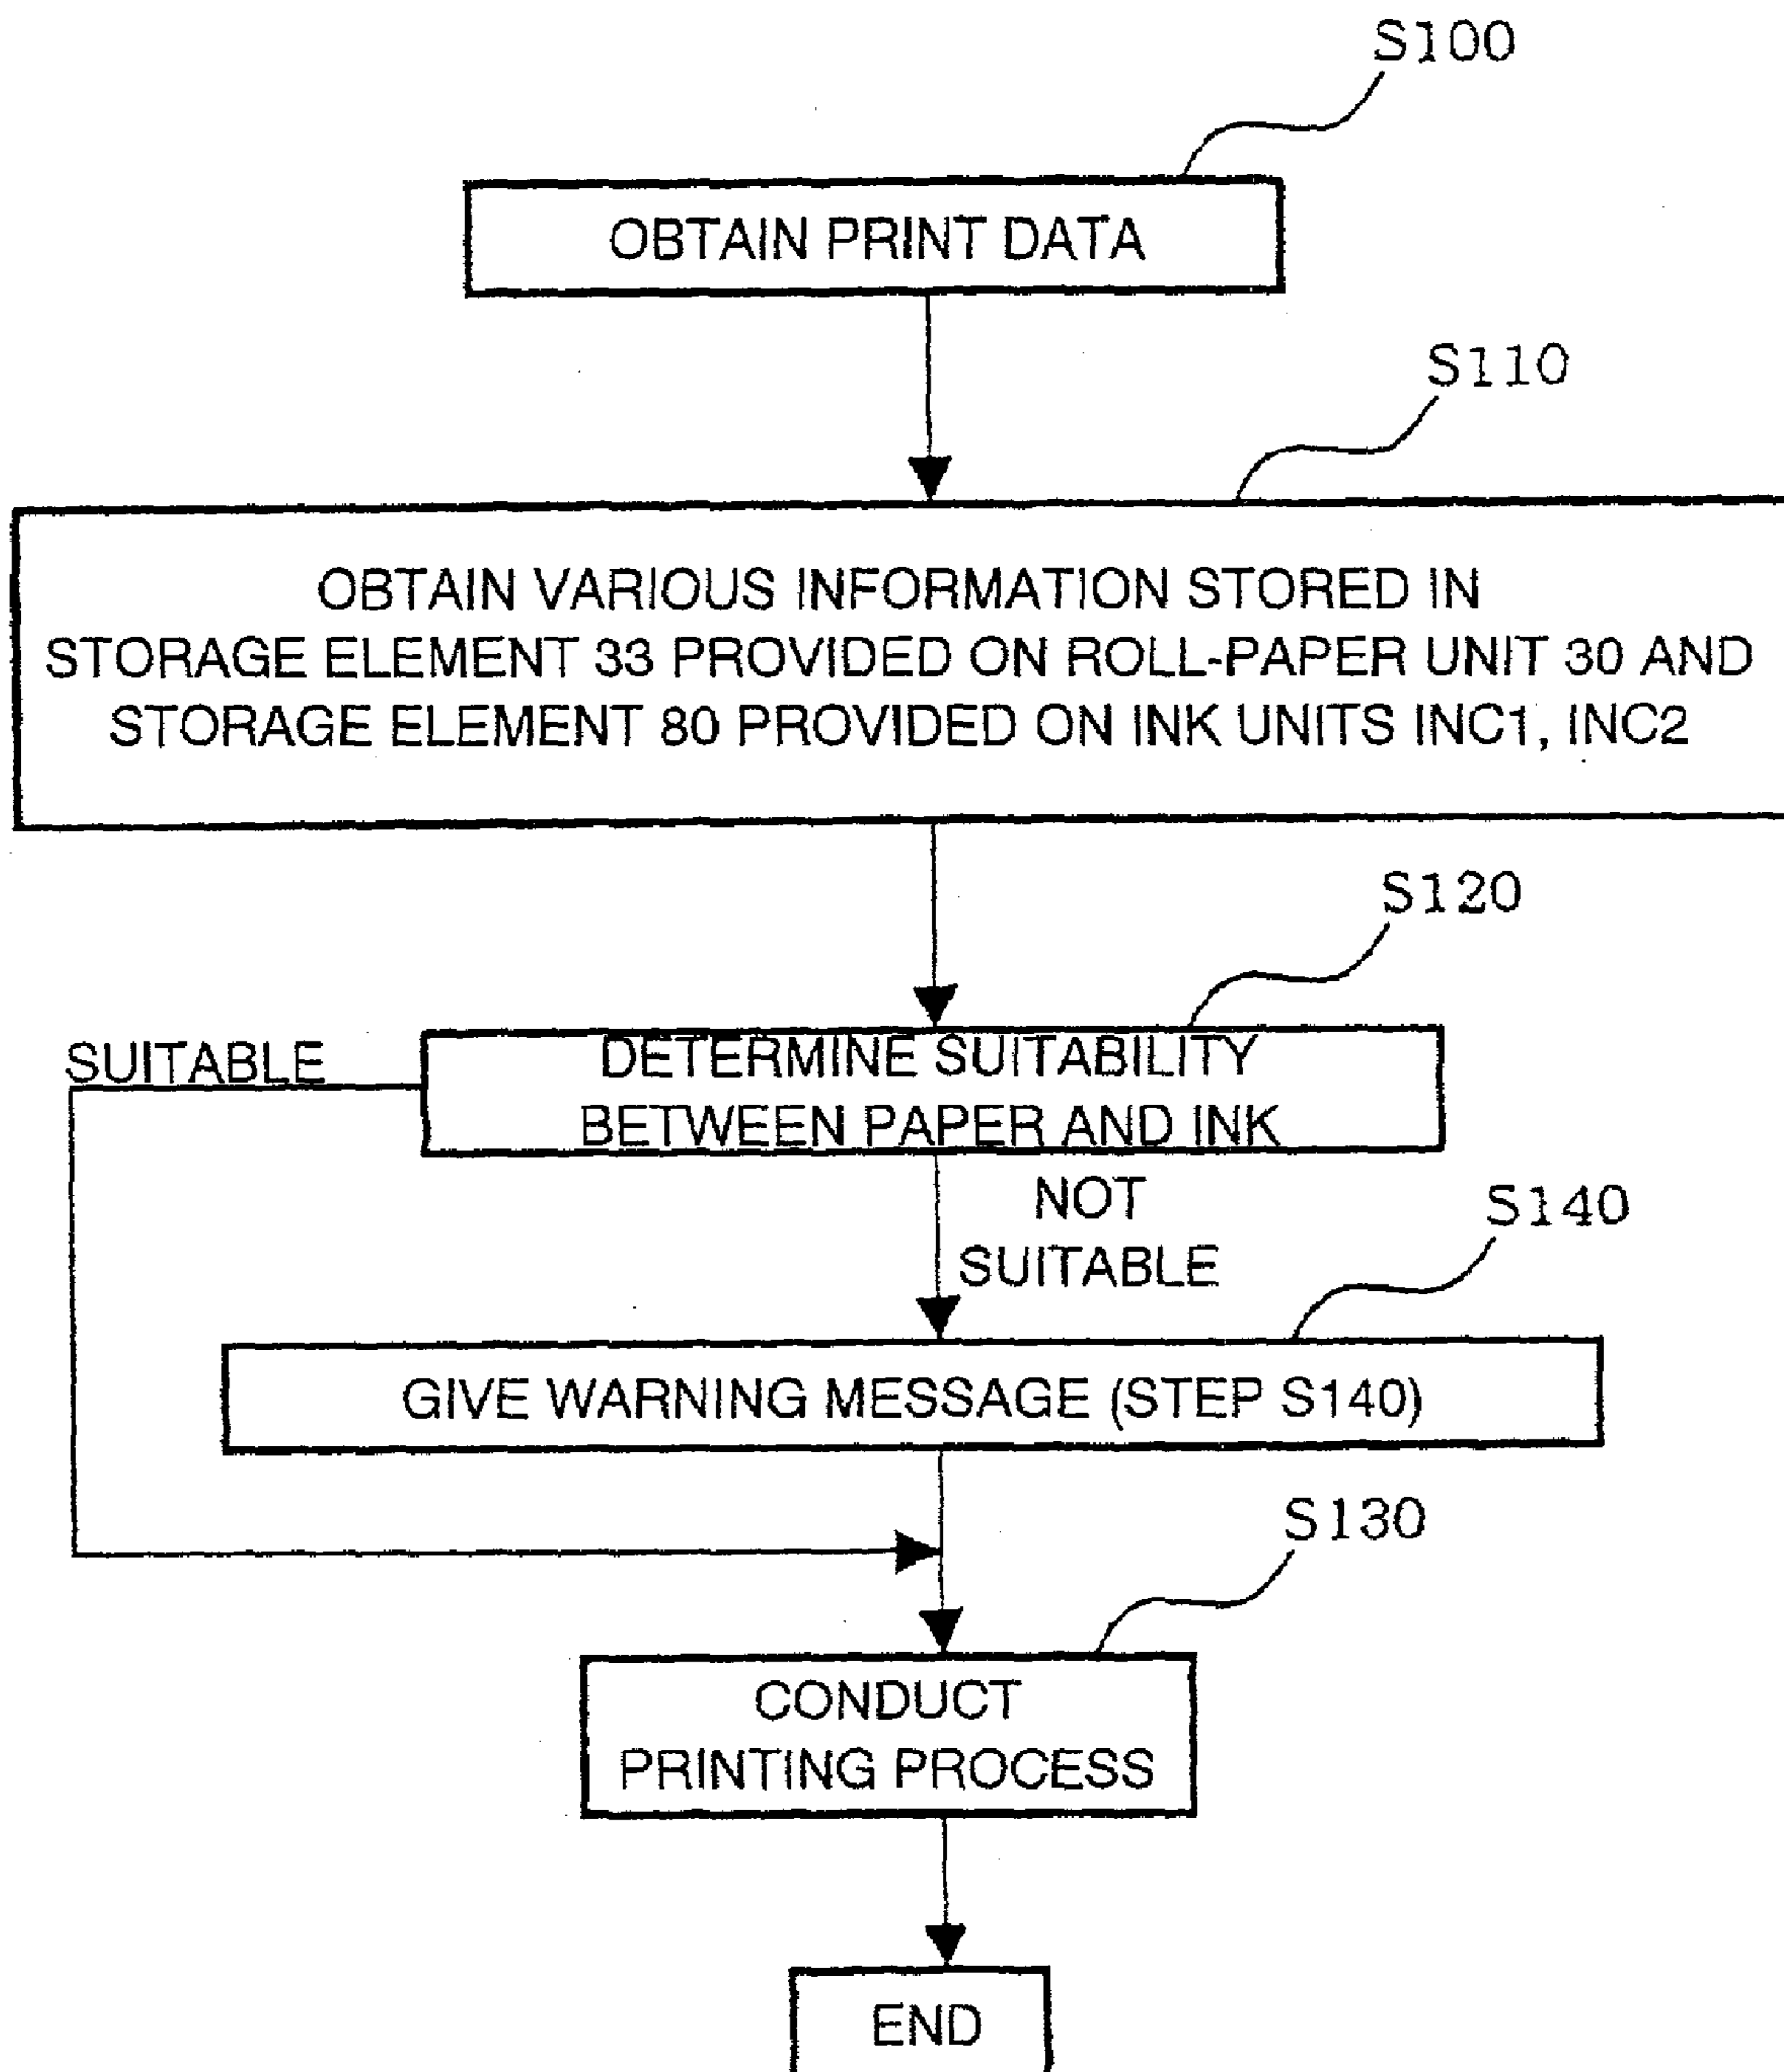 S100
OBTAIN PRINT DATA
S110
OBTAIN VARIOUS INFORMATION STORED IN
STORAGE ELEMENT 33 PROVIDED ON ROLL-PAPER UNIT 30 AND
STORAGE ELEMENT 80 PROVIDED ON INK UNITS INC1, INC2
S120
SUITABLE
DETERMINE SUITABILITY
BETWEEN PAPER AND INK
NOT
SUITABLE
S140
GIVE WARNING MESSAGE (STEP S140)
S130
CONDUCT
PRINTING PROCESS
END